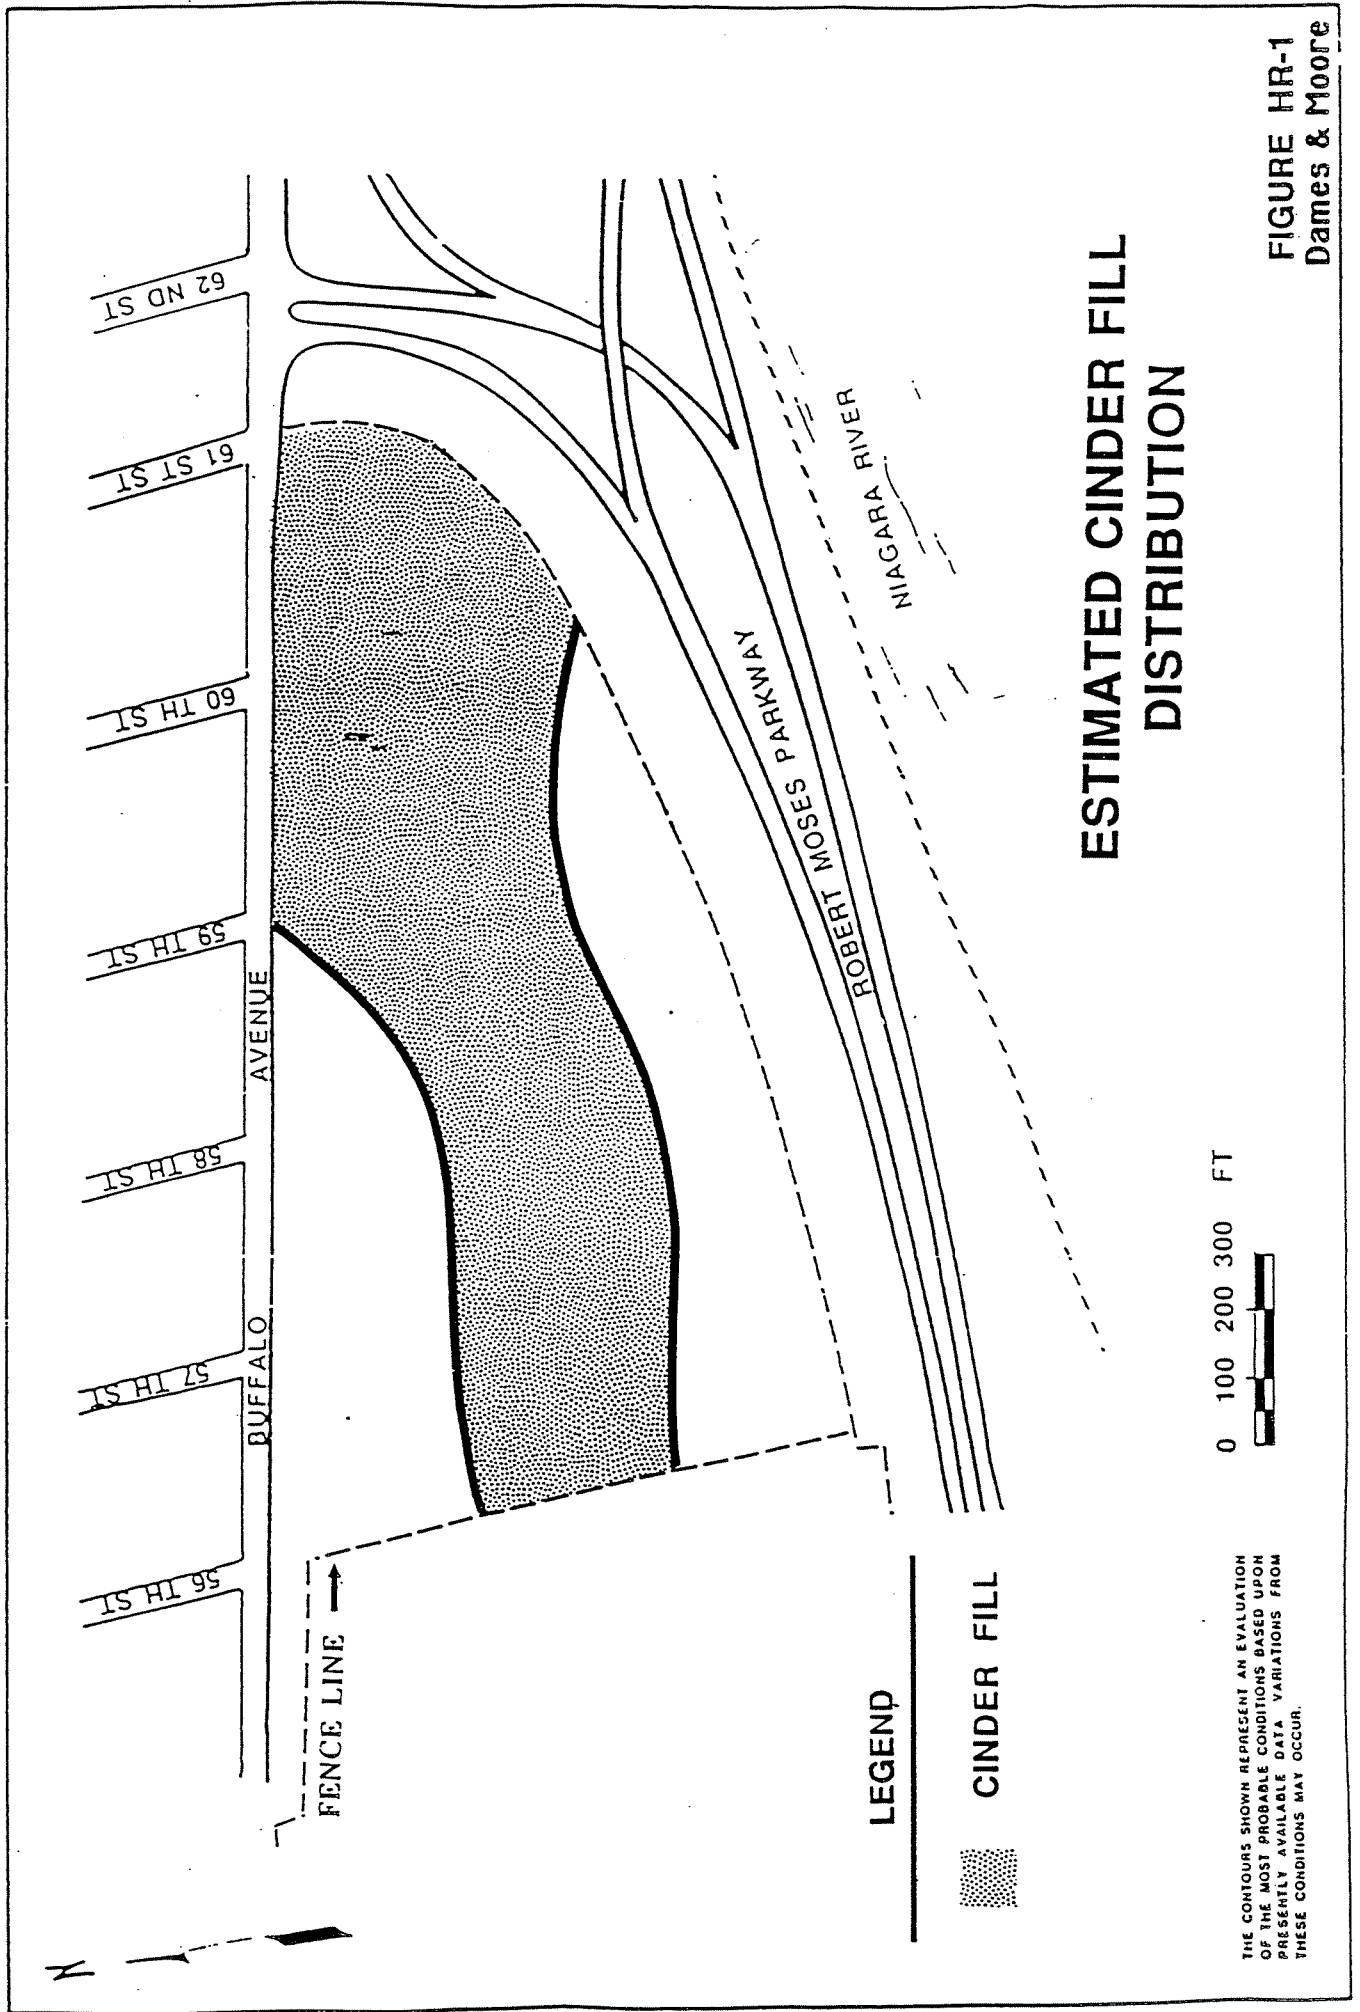 N
56 TH ST
57 TH ST
58 TH ST
59 TH ST
60 TH ST
61 ST ST
62 ND ST
BUFFALO AVENUE
FENCE LINE
ROBERT MOSES PARKWAY
NIAGARA RIVER
LEGEND
CINDER FILL
0 100 200 300 FT
ESTIMATED CINDER FILL
DISTRIBUTION
THE CONTOURS SHOWN REPRESENT AN EVALUATION
OF THE MOST PROBABLE CONDITIONS BASED UPON
PRESENTLY AVAILABLE DATA VARIATIONS FROM
THESE CONDITIONS MAY OCCUR.
FIGURE HR-1
Dames & Moore